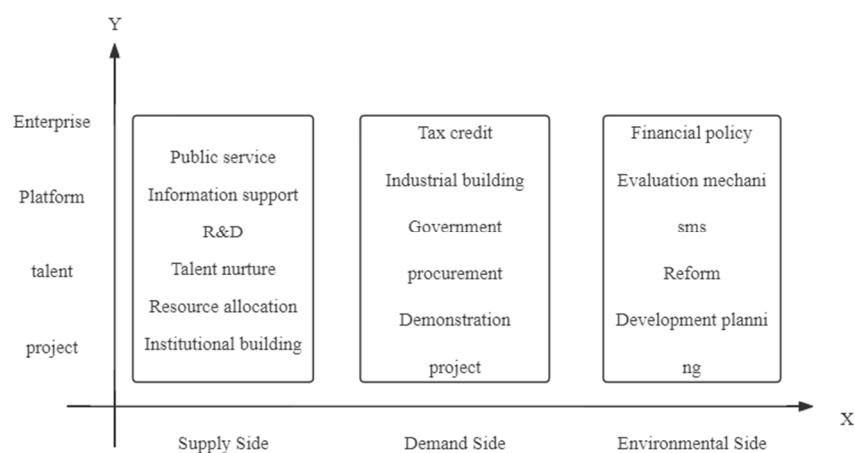 Y
Enterprise
Platform
talent
project
Public service
Information support
R&D
Talent nurture
Resource allocation
Institutional building
Tax credit
Industrial building
Government
procurement
Demonstration
project
Financial policy
Evaluation mechani
sms
Reform
Development planni
ng
X
Supply Side
Demand Side
Environmental Side